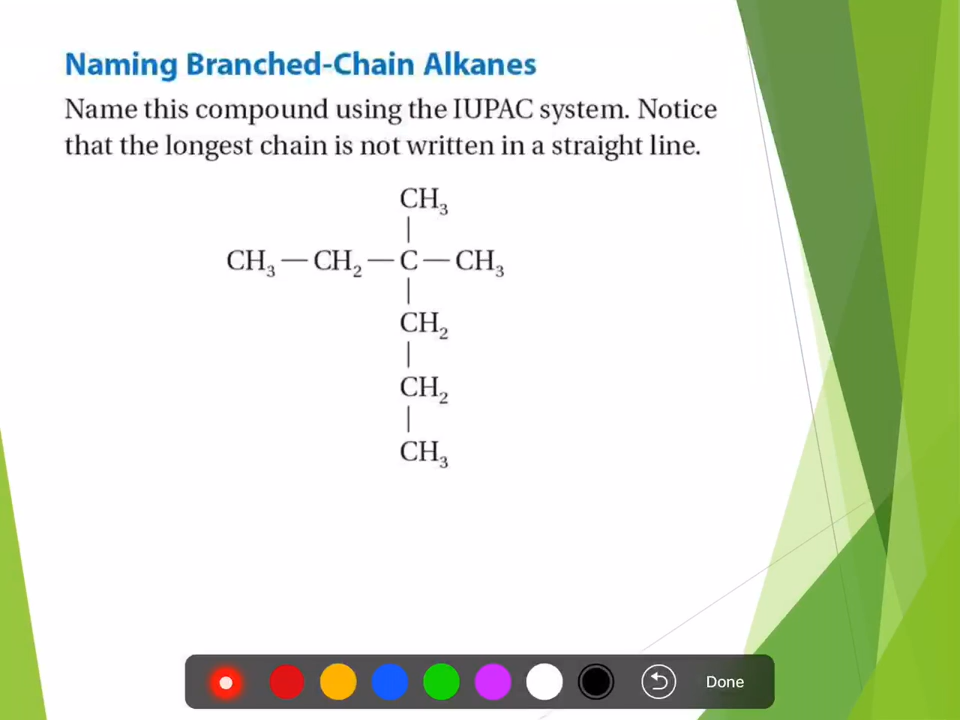 Naming Branched-Chain Alkanes
Name this compound using the IUPAC system. Notice
that the longest chain is not written in a straight line.
CH₃
|
CH₃—CH₂—C—CH₃
|
CH₂
|
CH₂
|
CH₃
Done